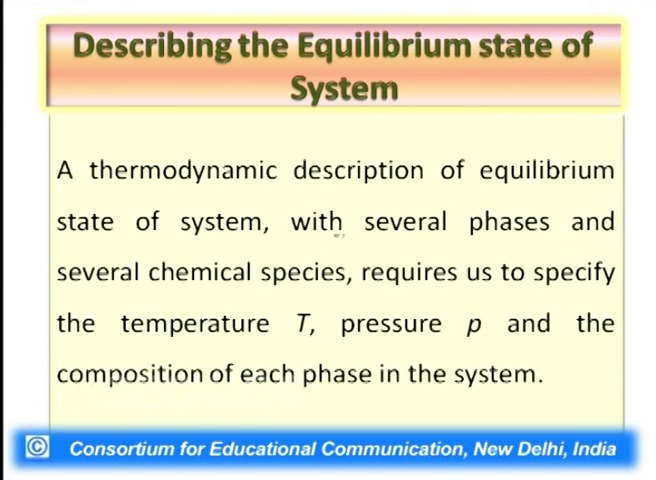 Describing the Equilibrium state of
System
A thermodynamic description of equilibrium
state of system, with several phases and
several chemical species, requires us to specify
the temperature T, pressure p and the
composition of each phase in the system.
© Consortium for Educational Communication, New Delhi, India